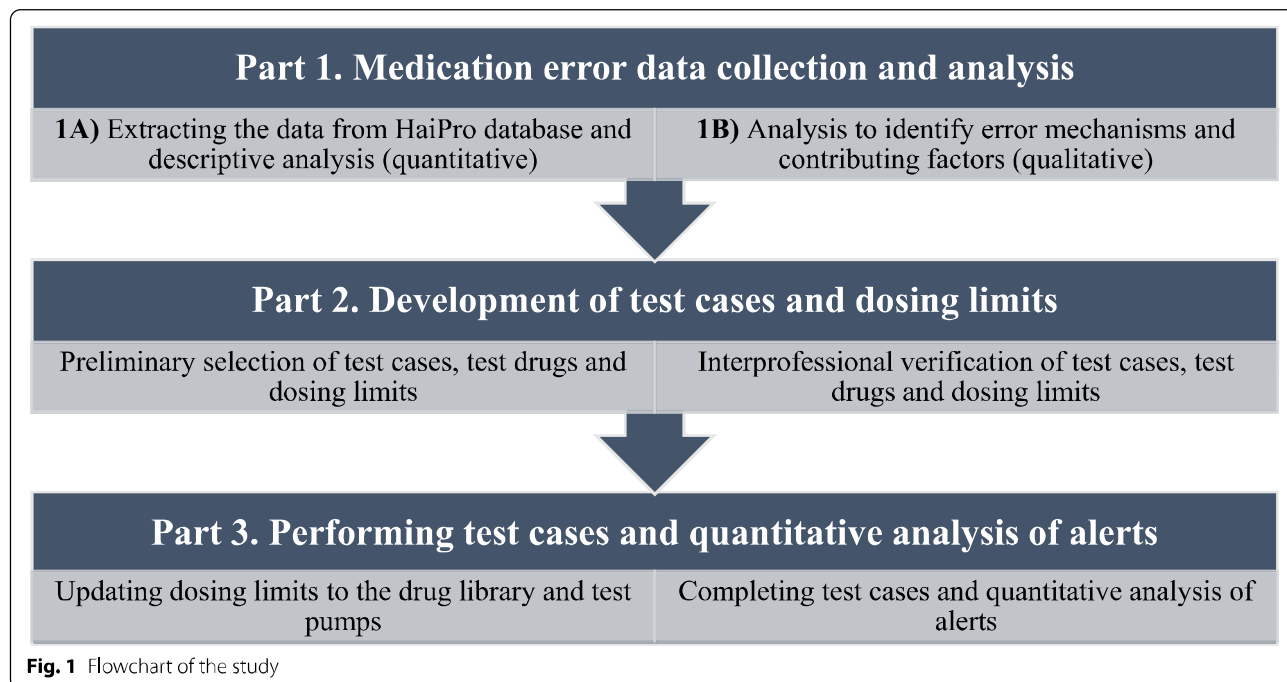 Part 1. Medication error data collection and analysis
1A) Extracting the data from HaiPro database and
descriptive analysis (quantitative)
1B) Analysis to identify error mechanisms and
contributing factors (qualitative)
Part 2. Development of test cases and dosing limits
Preliminary selection of test cases, test drugs and
dosing limits
Interprofessional verification of test cases, test
drugs and dosing limits
Part 3. Performing test cases and quantitative analysis of alerts
Updating dosing limits to the drug library and test
pumps
Completing test cases and quantitative analysis of
alerts
Fig. 1 Flowchart of the study